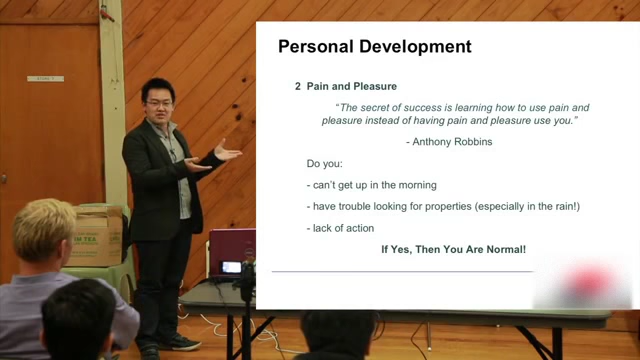 Personal Development
2 Pain and Pleasure
“The secret of success is learning how to use pain and
pleasure instead of having pain and pleasure use you.”
- Anthony Robbins
Do you:
- can’t get up in the morning
- have trouble looking for properties (especially in the rain!)
- lack of action
If Yes, Then You Are Normal!
TEA